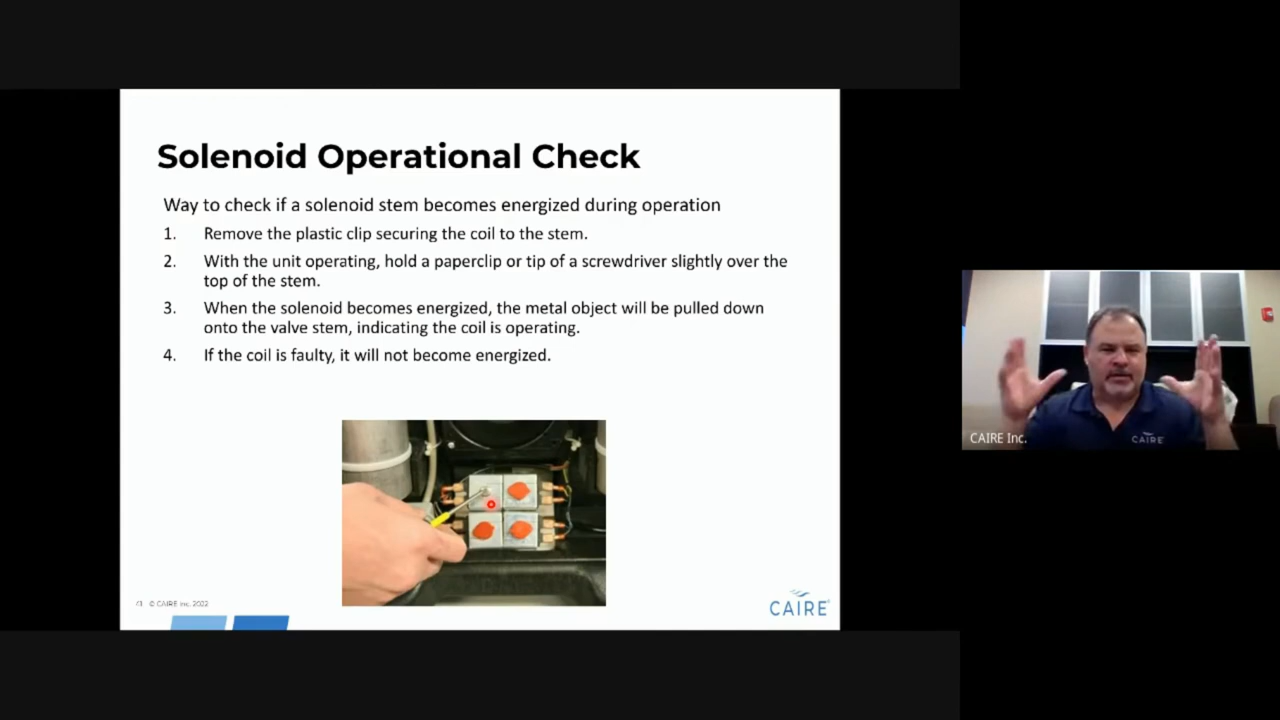 Solenoid Operational Check
Way to check if a solenoid stem becomes energized during operation
1. Remove the plastic clip securing the coil to the stem.
2. With the unit operating, hold a paperclip or tip of a screwdriver slightly over the
top of the stem.
3. When the solenoid becomes energized, the metal object will be pulled down
onto the valve stem, indicating the coil is operating.
4. If the coil is faulty, it will not become energized.
© CAIRE Inc. 2022
CAIRE
CAIRE Inc.
CAIRE